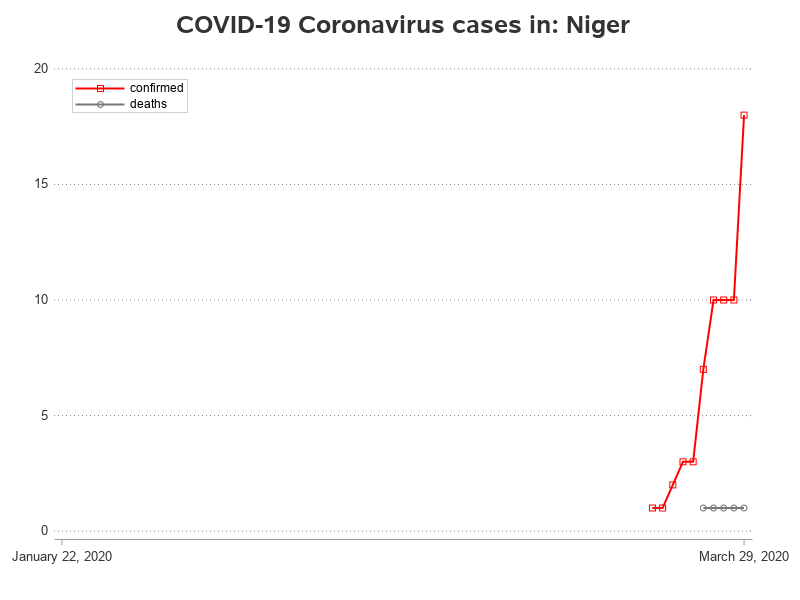 COVID-19 Coronavirus cases in: Niger
20
confirmed
deaths
15
10
5
0
January 22, 2020
March 29, 2020